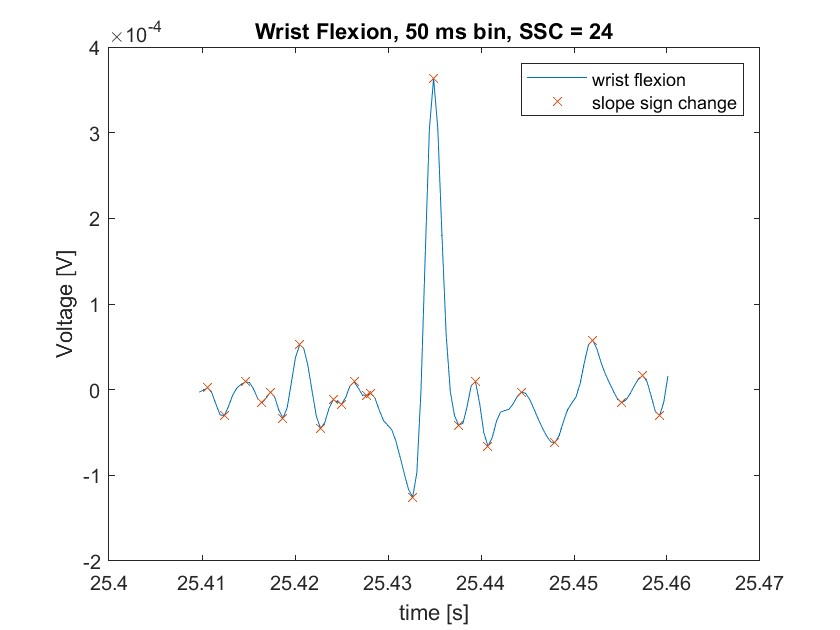 Wrist Flexion, 50 ms bin, SSC = 24
×10⁻⁴
wrist flexion
slope sign change
4
3
2
1
0
-1
-2
Voltage [V]
25.4 25.41 25.42 25.43 25.44 25.45 25.46 25.47
time [s]